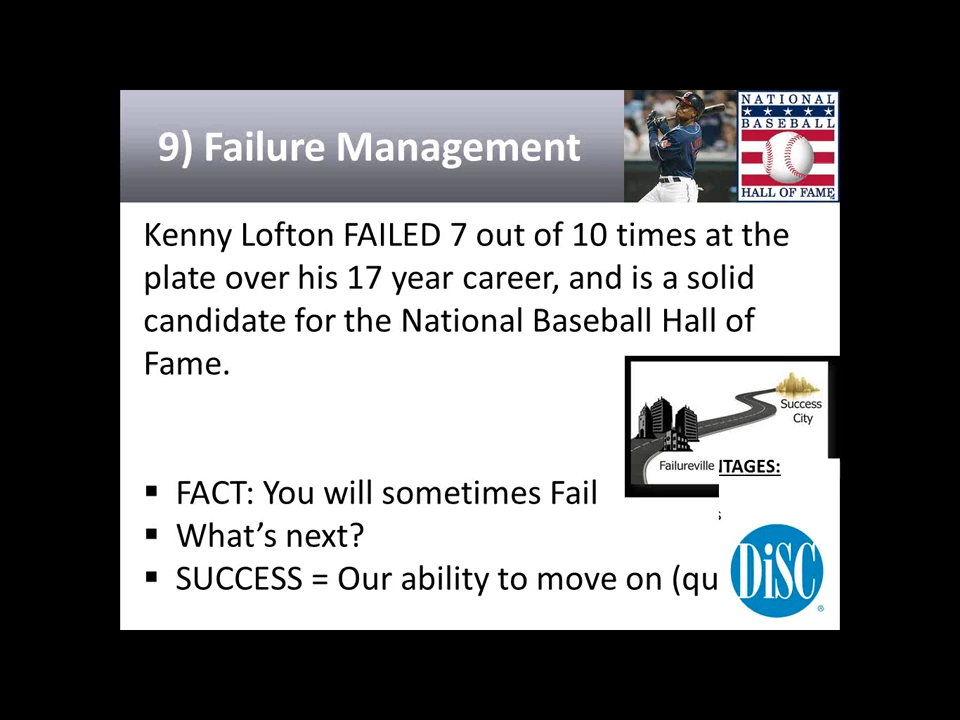 9) Failure Management
NATIONAL
BASEBALL
HALL OF FAME
Kenny Lofton FAILED 7 out of 10 times at the
plate over his 17 year career, and is a solid
candidate for the National Baseball Hall of
Fame.
Success
City
Failureville
▪ FACT: You will sometimes Fail
▪ What’s next?
▪ SUCCESS = Our ability to move on (qu
DiSC®